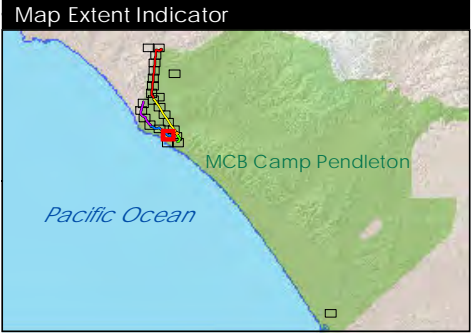 Map Extent Indicator
MCB Camp Pendleton
Pacific Ocean